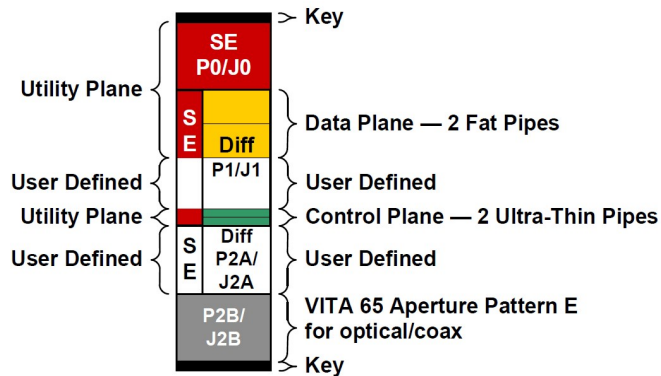 Key
SE
P0/J0
Utility Plane
S
E
Diff
Data Plane — 2 Fat Pipes
P1/J1
User Defined
User Defined
Utility Plane
Control Plane — 2 Ultra-Thin Pipes
User Defined
S
E
Diff
P2A/
J2A
User Defined
P2B/
J2B
VITA 65 Aperture Pattern E
for optical/coax
Key